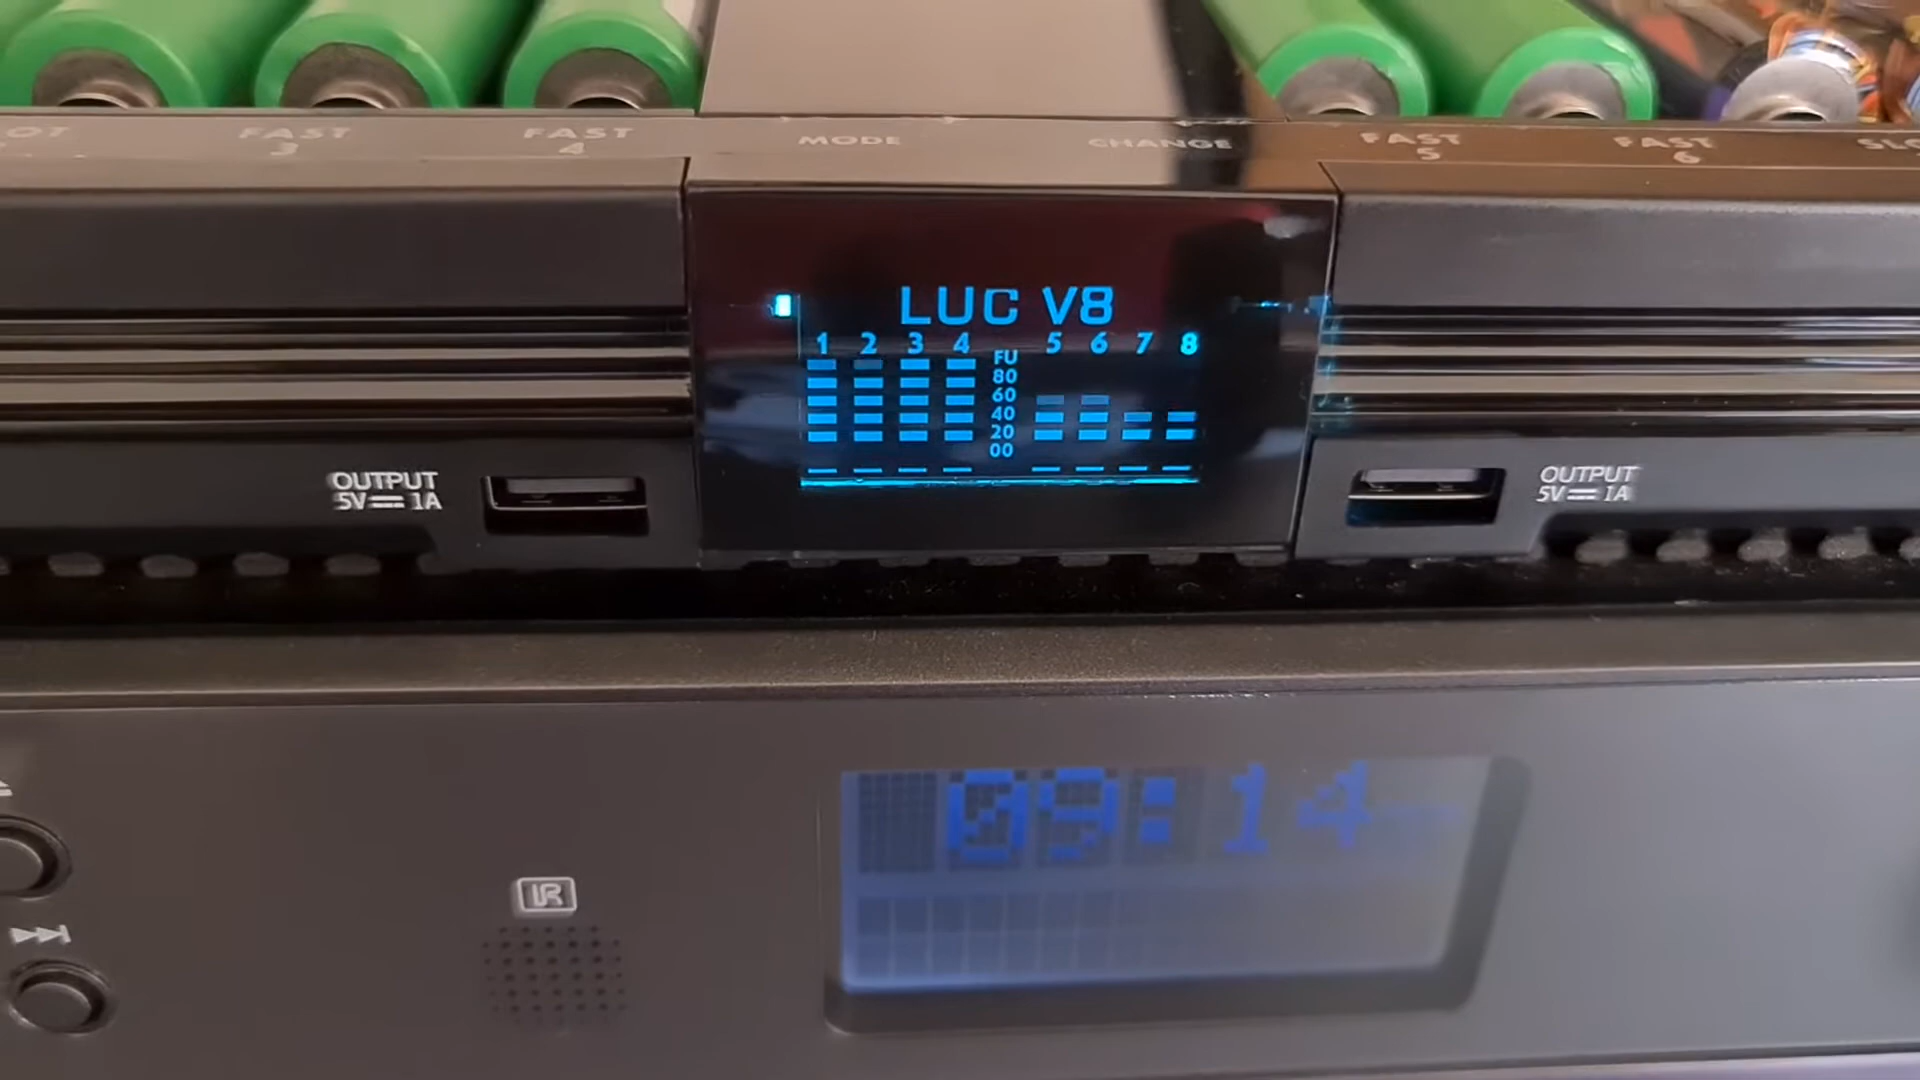 FAST
3
FAST
4
MODE
CHANGE
FAST
5
FAST
6
LUC V8
1 2 3 4 5 6 7 8
FU
80
60
40
20
00
OUTPUT
5V⎓1A
OUTPUT
5V⎓1A
09:14
IR